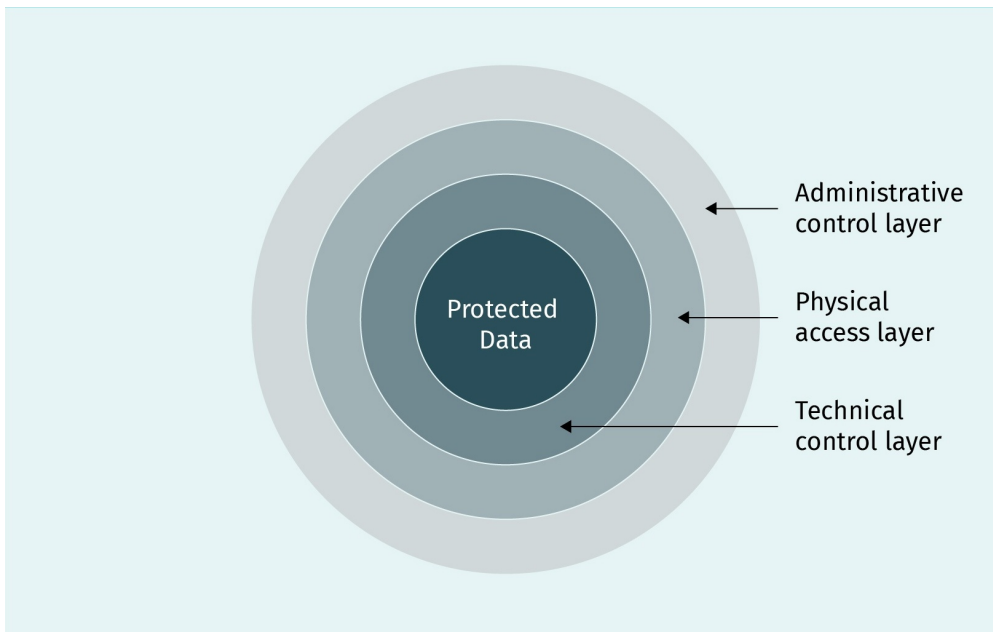 Administrative
control layer
Physical
access layer
Protected
Data
Technical
control layer